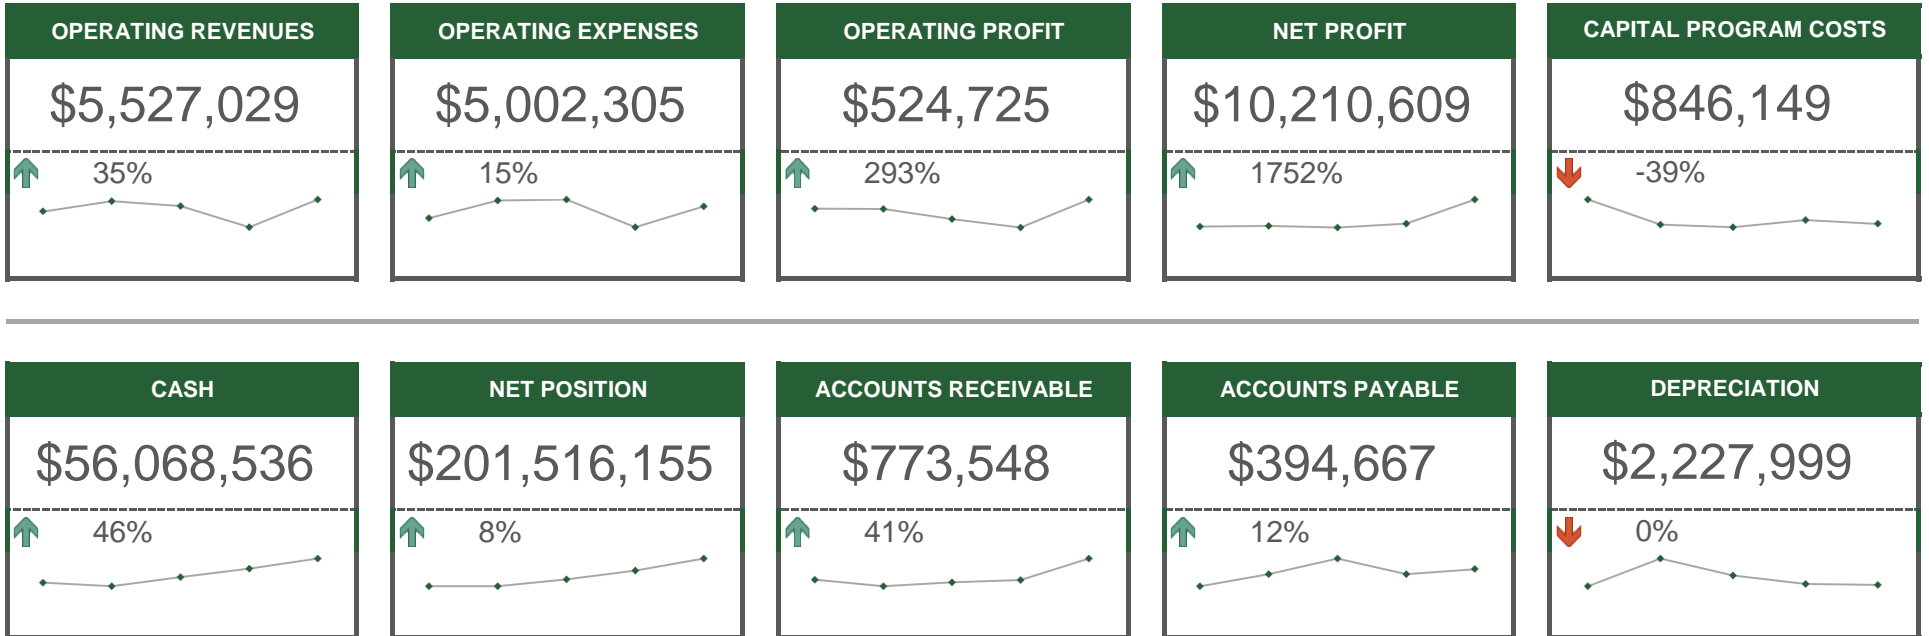 OPERATING REVENUES
OPERATING EXPENSES
OPERATING PROFIT
NET PROFIT
CAPITAL PROGRAM COSTS
$5,527,029
$5,002,305
$524,725
$10,210,609
$846,149
35%
15%
293%
1752%
-39%
CASH
NET POSITION
ACCOUNTS RECEIVABLE
ACCOUNTS PAYABLE
DEPRECIATION
$56,068,536
$201,516,155
$773,548
$394,667
$2,227,999
46%
8%
41%
12%
0%